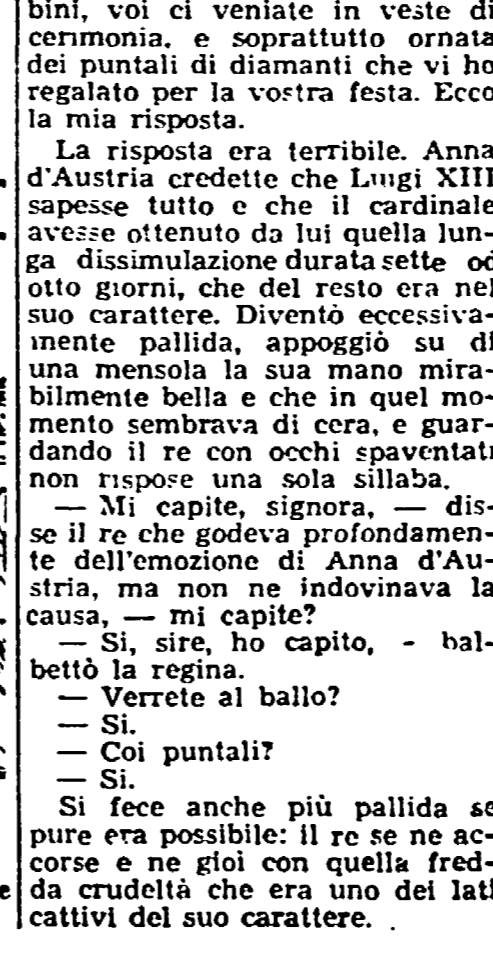 bini, voi ci veniate in veste di
cerimonia, e soprattutto ornata
dei puntali di diamanti che vi ho
regalato per la vostra festa. Ecco
la mia risposta.
La risposta era terribile. Anna
d'Austria credette che Luigi XIII
sapesse tutto e che il cardinale
avesse ottenuto da lui quella lun-
ga dissimulazione durata sette od
otto giorni, che del resto era nel
suo carattere. Diventò eccessiva-
mente pallida, appoggiò su di
una mensola la sua mano mira-
bilmente bella e che in quel mo-
mento sembrava di cera, e guar-
dando il re con occhi spaventati
non rispose una sola sillaba.
— Mi capite, signora, — dis-
se il re che godeva profondamen-
te dell'emozione di Anna d'Au-
stria, ma non ne indovinava la
causa, — mi capite?
— Si, sire, ho capito, - bal-
bettò la regina.
— Verrete al ballo?
— Si.
— Coi puntali?
— Si.
Si fece anche più pallida se
pure era possibile: il re se ne ac-
corse e ne gioì con quella fred-
da crudeltà che era uno dei lati
cattivi del suo carattere.